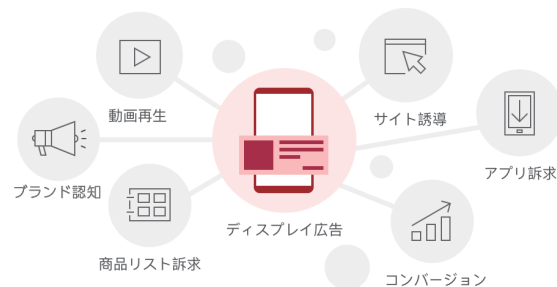 動画再生
サイト誘導
ブランド認知
アプリ訴求
ディスプレイ広告
商品リスト訴求
コンバージョン